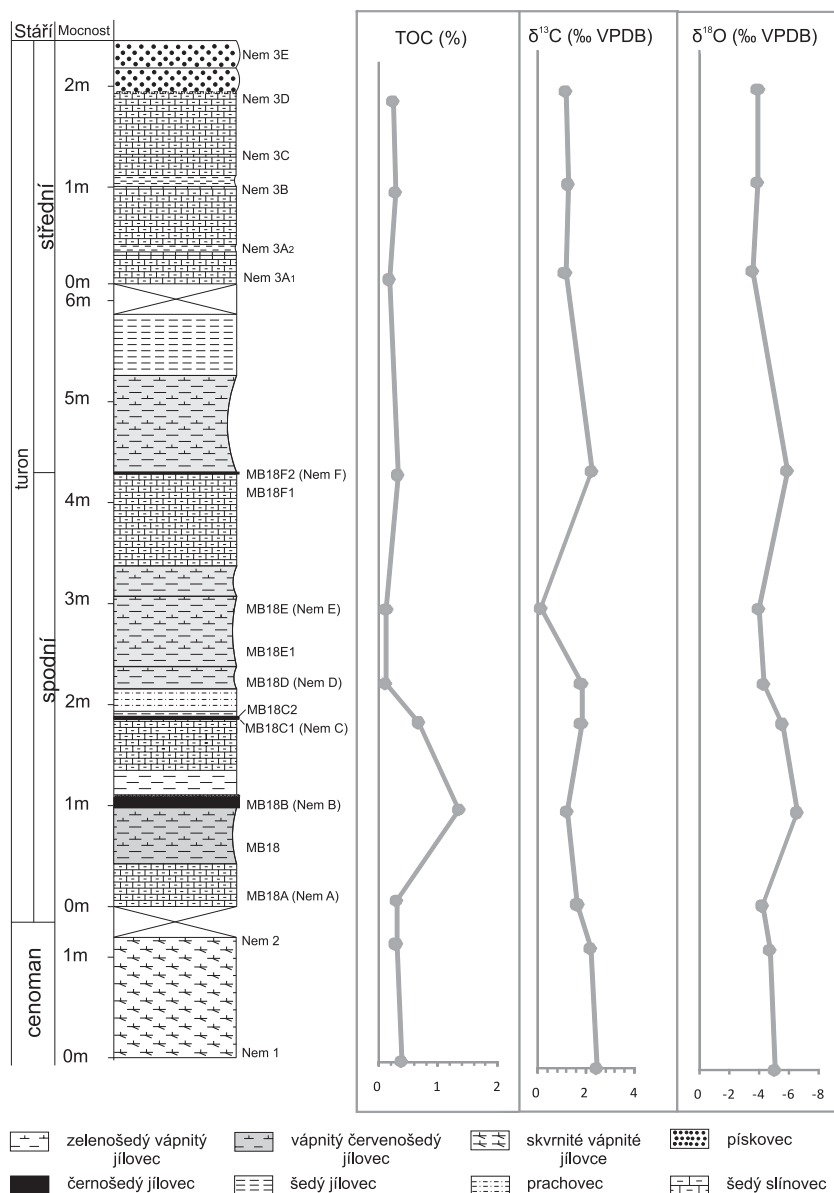 Stáří Mocnost
TOC (%)
δ¹³C (‰ VPDB)
δ¹⁸O (‰ VPDB)
Nem 3E
2m
Nem 3D
Nem 3C
1m
Nem 3B
střední
Nem 3A2
Nem 3A1
0m
6m
5m
turon
MB18F2 (Nem F)
MB18F1
4m
3m
MB18E (Nem E)
MB18E1
spodní
MB18D (Nem D)
2m
MB18C2
MB18C1 (Nem C)
1m
MB18B (Nem B)
MB18
MB18A (Nem A)
0m
Nem 2
1m
cenoman
Nem 1
0m
0 1 2
0 2 4
0 -2 -4 -6 -8
zelenošedý vápnitý jílovec
vápnitý červenošedý jílovec
skvrnité vápnité jílovce
pískovec
černošedý jílovec
šedý jílovec
prachovec
šedý slínovec